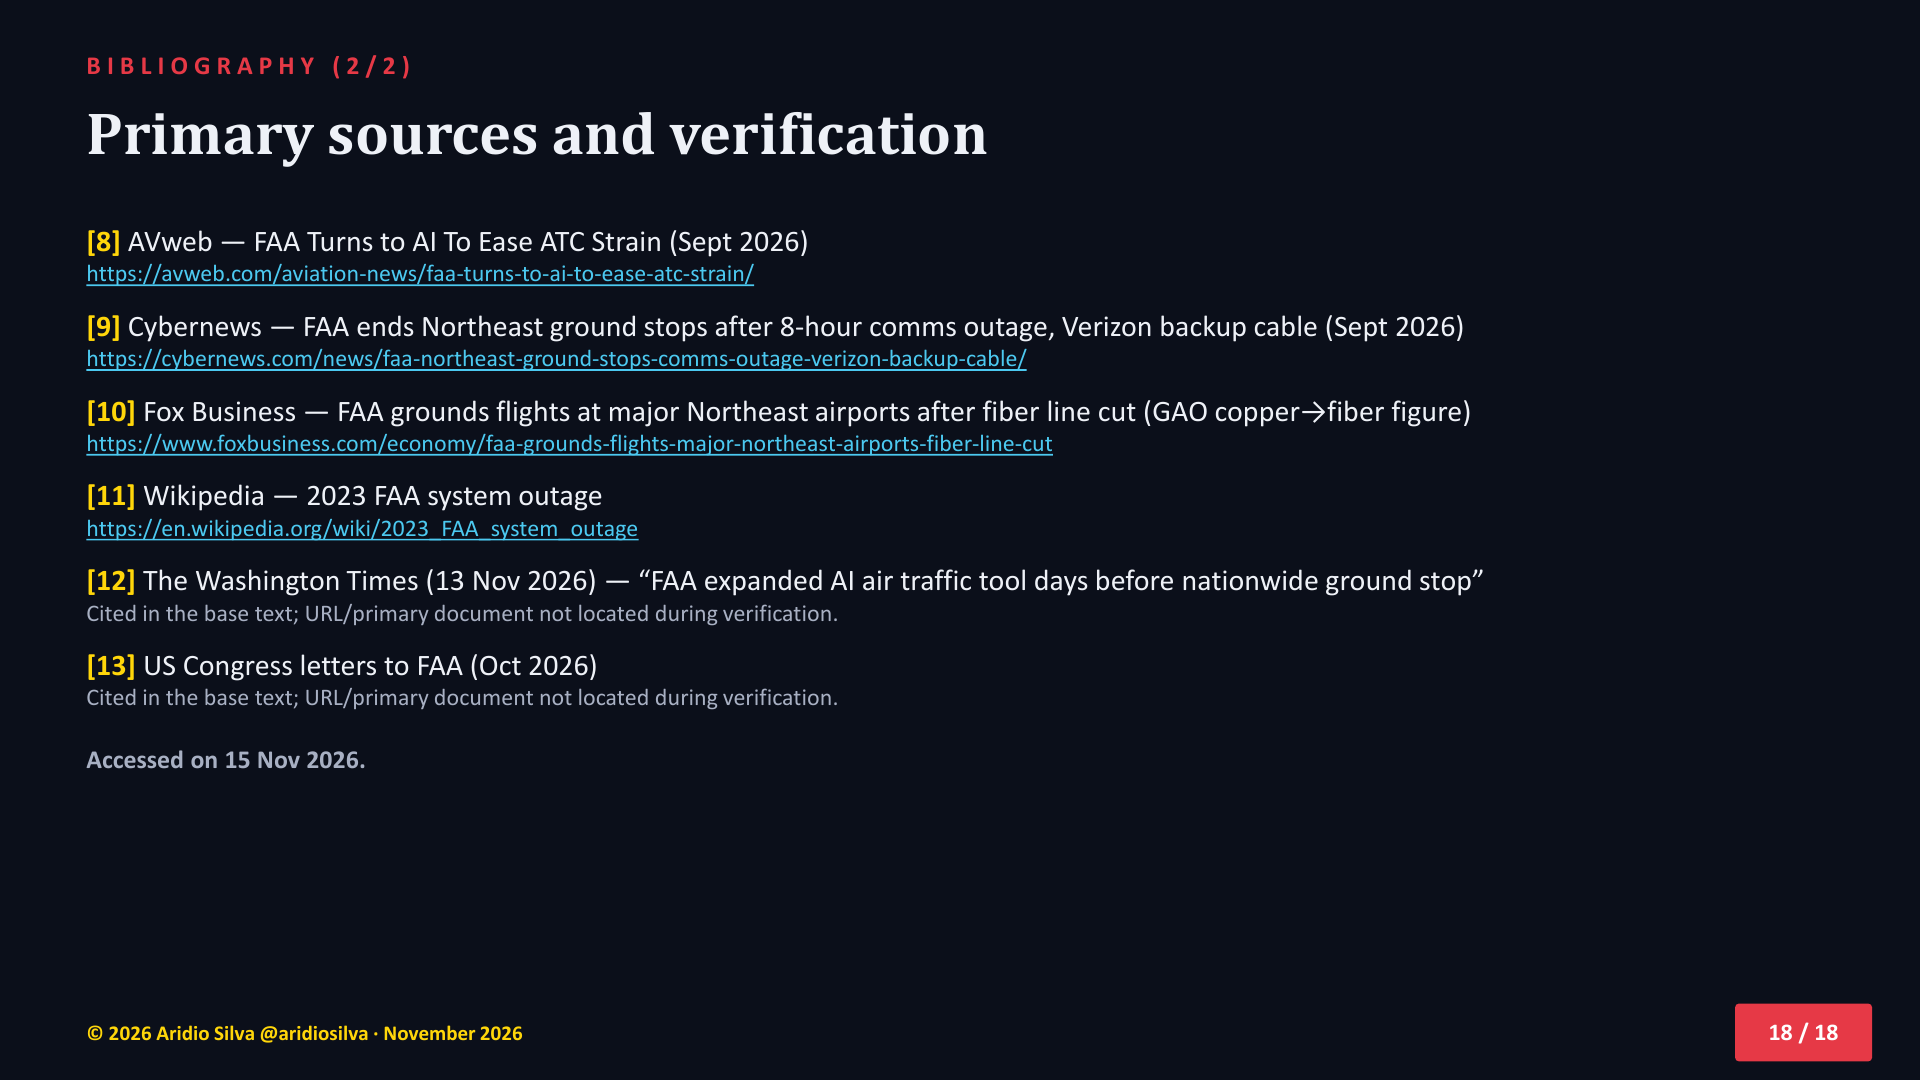 BIBLIOGRAPHY (2/2)
Primary sources and verification
[8] AVweb — FAA Turns to AI To Ease ATC Strain (Sept 2026)
https://avweb.com/aviation-news/faa-turns-to-ai-to-ease-atc-strain/
[9] Cybernews — FAA ends Northeast ground stops after 8-hour comms outage, Verizon backup cable (Sept 2026)
https://cybernews.com/news/faa-northeast-ground-stops-comms-outage-verizon-backup-cable/
[10] Fox Business — FAA grounds flights at major Northeast airports after fiber line cut (GAO copper→fiber figure)
https://www.foxbusiness.com/economy/faa-grounds-flights-major-northeast-airports-fiber-line-cut
[11] Wikipedia — 2023 FAA system outage
https://en.wikipedia.org/wiki/2023_FAA_system_outage
[12] The Washington Times (13 Nov 2026) — “FAA expanded AI air traffic tool days before nationwide ground stop”
Cited in the base text; URL/primary document not located during verification.
[13] US Congress letters to FAA (Oct 2026)
Cited in the base text; URL/primary document not located during verification.
Accessed on 15 Nov 2026.
© 2026 Aridio Silva @aridiosilva · November 2026
18 / 18